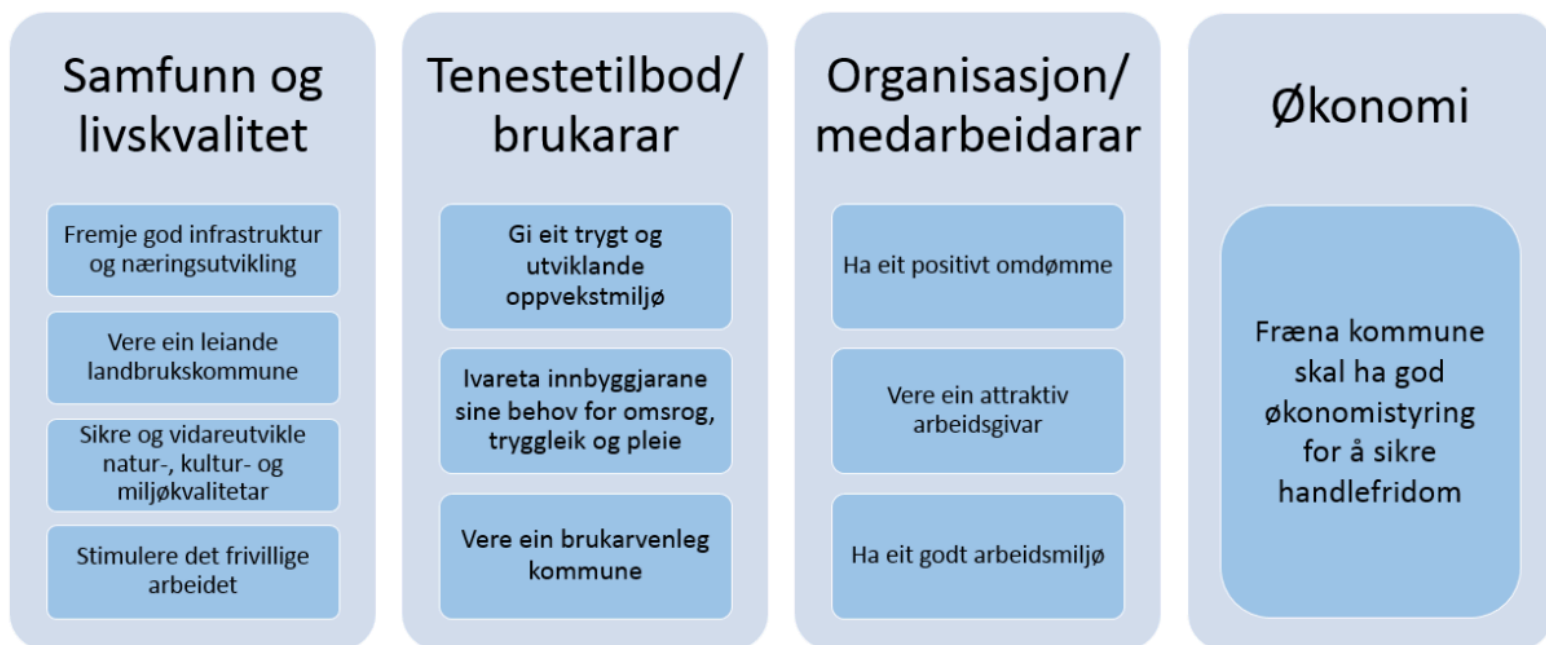 Samfunn og
livskvalitet
Fremje god infrastruktur
og næringsutvikling
Vere ein leiande
landbrukskommune
Sikre og vidareutvikle
natur-, kultur- og
miljøkvalitetar
Stimulere det frivillige
arbeidet
Tenestetilbod/
brukarar
Gi eit trygt og
utviklande
oppvekstmiljø
Ivareta innbyggjarane
sine behov for omsrog,
tryggleik og pleie
Vere ein brukarvenleg
kommune
Organisasjon/
medarbeidarar
Ha eit positivt omdømme
Vere ein attraktiv
arbeidsgivar
Ha eit godt arbeidsmiljø
Økonomi
Fræna kommune
skal ha god
økonomistyring
for å sikre
handlefridom